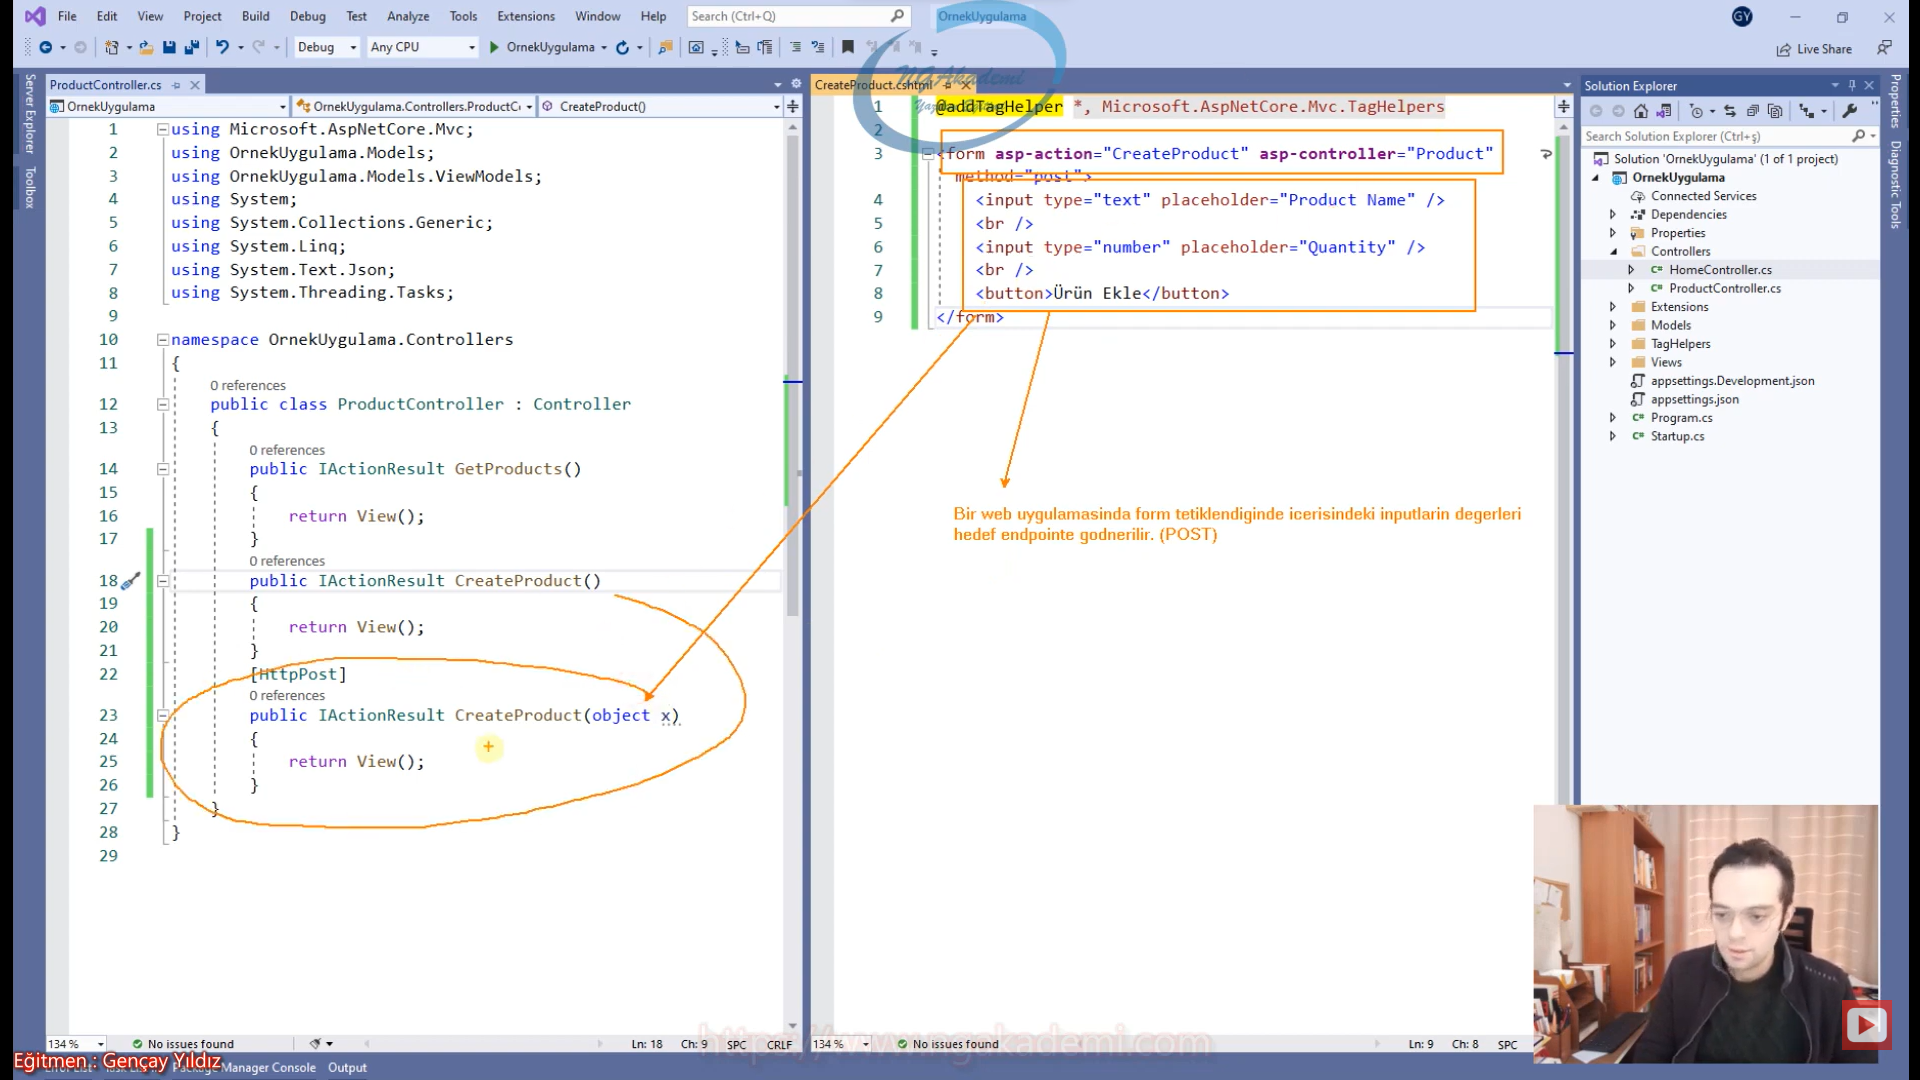 File Edit View Project Build Debug Test Analyze Tools Extensions Window Help Search (Ctrl+Q) OrnekUygulama GY
Debug Any CPU OrnekUygulama Live Share
Server Explorer
Toolbox
ProductController.cs
OrnekUygulama OrnekUygulama.Controllers.ProductC CreateProduct()
1 using Microsoft.AspNetCore.Mvc;
2 using OrnekUygulama.Models;
3 using OrnekUygulama.Models.ViewModels;
4 using System;
5 using System.Collections.Generic;
6 using System.Linq;
7 using System.Text.Json;
8 using System.Threading.Tasks;
9
10 namespace OrnekUygulama.Controllers
11 {
0 references
12 public class ProductController : Controller
13 {
0 references
14 public IActionResult GetProducts()
15 {
16 return View();
17 }
0 references
18 public IActionResult CreateProduct()
19 {
20 return View();
21 }
22 [HttpPost]
0 references
23 public IActionResult CreateProduct(object x)
24 {
25 return View();
26 }
27 }
28 }
29
134 % No issues found Ln: 18 Ch: 9 SPC CRLF
CreateProduct.cshtml
NGAkademi
1 @addTagHelper *, Microsoft.AspNetCore.Mvc.TagHelpers
2
3 <form asp-action="CreateProduct" asp-controller="Product"
method="post">
4 <input type="text" placeholder="Product Name" />
5 <br />
6 <input type="number" placeholder="Quantity" />
7 <br />
8 <button>Ürün Ekle</button>
9 </form>
Bir web uygulamasinda form tetiklendiginde icerisindeki inputlarin degerleri
hedef endpointe godnerilir. (POST)
134 % No issues found Ln: 9 Ch: 8 SPC
Solution Explorer
Search Solution Explorer (Ctrl+ş)
Solution 'OrnekUygulama' (1 of 1 project)
OrnekUygulama
Connected Services
Dependencies
Properties
Controllers
HomeController.cs
ProductController.cs
Extensions
Models
TagHelpers
Views
appsettings.Development.json
appsettings.json
Program.cs
Startup.cs
Properties
Diagnostic Tools
https://www.ngakademi.com
Eğitmen : Gençay Yıldız
Package Manager Console Output